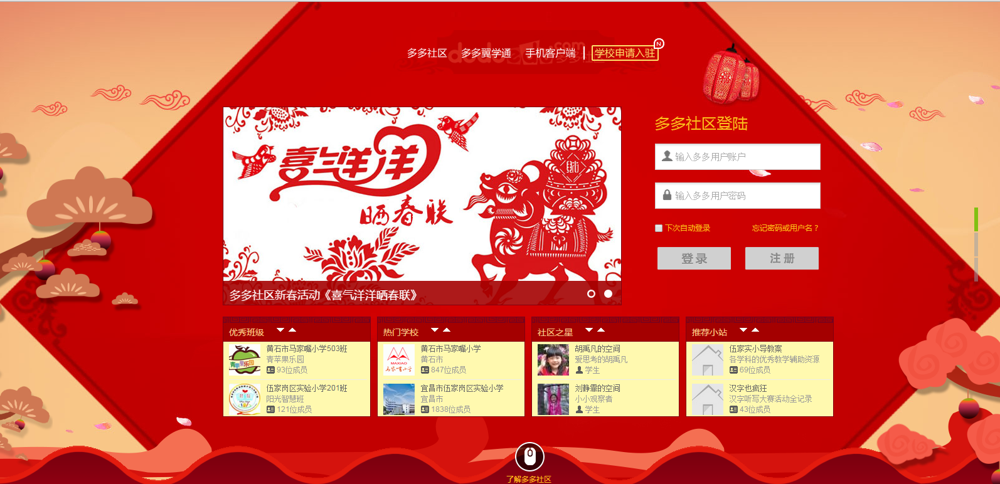 多多社区 多多翼学通 手机客户端 学校申请入驻
N
dodo .com
喜气洋洋
晒春联
财
多多社区新春活动《喜气洋洋晒春联》
多多社区登陆
输入多多用户账户
输入多多用户密码
下次自动登录 忘记密码或用户名？
登录 注册
优秀班级
青苹果乐园
黄石市马家嘴小学503班
青苹果乐园
93位成员
伍家岗区实验小学201班
阳光智慧班
121位成员
热门学校
MAXIAO
黄石市马家嘴小学
黄石市
847位成员
宜昌市伍家岗区实验小学
宜昌市
1838位成员
社区之星
胡禹凡的空间
爱思考的胡禹凡
学生
刘静霏的空间
小小观察者
学生
推荐小站
伍家实小导教案
各学科的优秀教学辅助资源
69位成员
汉字也疯狂
汉字听写大赛活动全记录
43位成员
了解多多社区